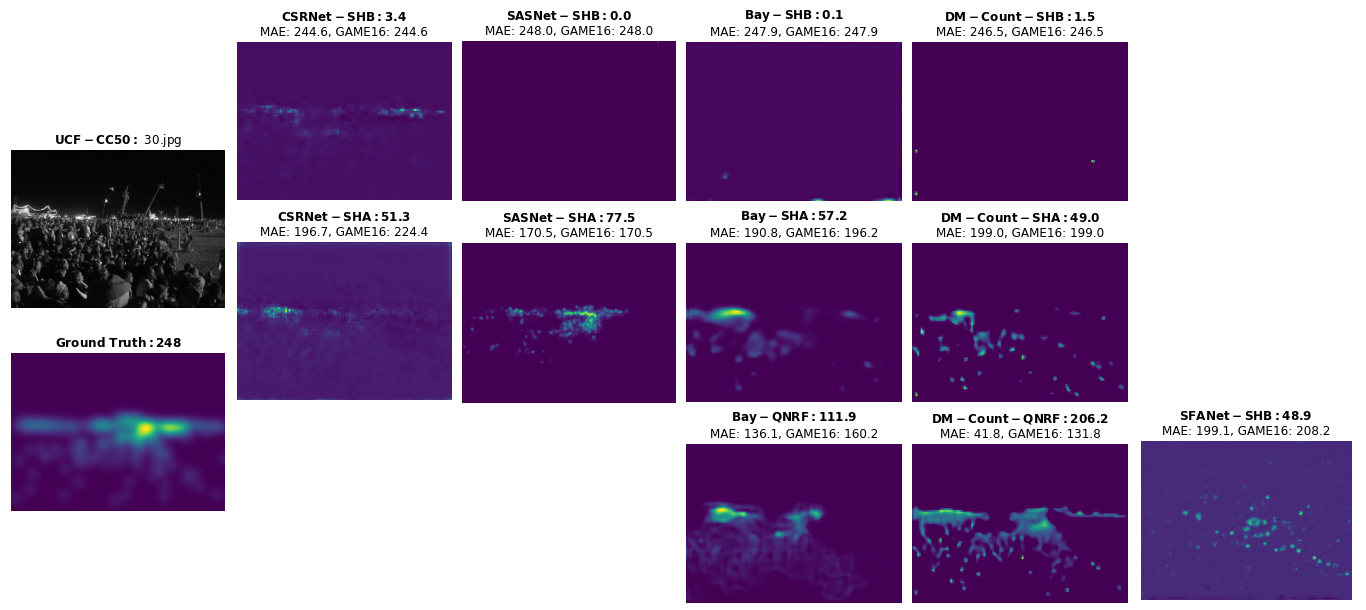 CSRNet − SHB : 3.4
MAE: 244.6, GAME16: 244.6
SASNet − SHB : 0.0
MAE: 248.0, GAME16: 248.0
Bay − SHB : 0.1
MAE: 247.9, GAME16: 247.9
DM − Count − SHB : 1.5
MAE: 246.5, GAME16: 246.5
UCF − CC50 : 30.jpg
CSRNet − SHA : 51.3
MAE: 196.7, GAME16: 224.4
SASNet − SHA : 77.5
MAE: 170.5, GAME16: 170.5
Bay − SHA : 57.2
MAE: 190.8, GAME16: 196.2
DM − Count − SHA : 49.0
MAE: 199.0, GAME16: 199.0
Ground Truth : 248
Bay − QNRF : 111.9
MAE: 136.1, GAME16: 160.2
DM − Count − QNRF : 206.2
MAE: 41.8, GAME16: 131.8
SFANet − SHB : 48.9
MAE: 199.1, GAME16: 208.2